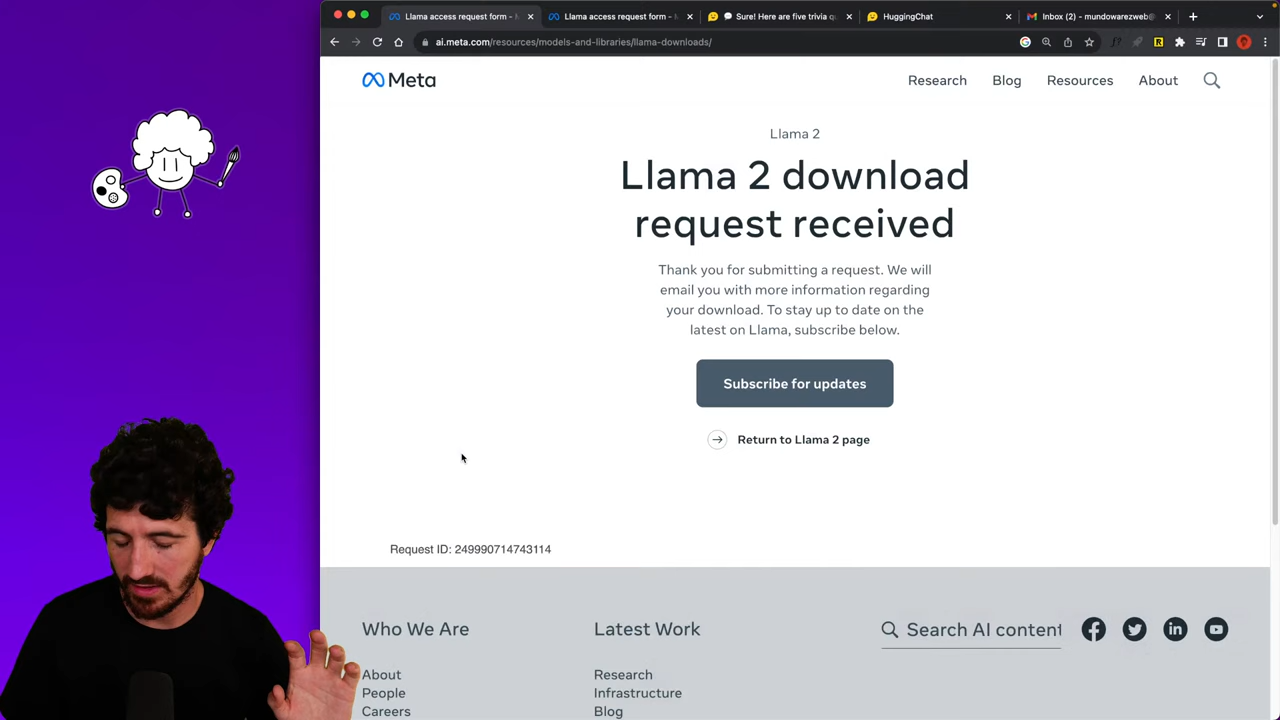 Llama access request form - M
Llama access request form - M
Sure! Here are five trivia qu
HuggingChat
Inbox (2) - mundowarezweb@
ai.meta.com/resources/models-and-libraries/llama-downloads/
Meta
Research
Blog
Resources
About
Llama 2
Llama 2 download
request received
Thank you for submitting a request. We will
email you with more information regarding
your download. To stay up to date on the
latest on Llama, subscribe below.
Subscribe for updates
Return to Llama 2 page
Request ID: 249990714743114
Who We Are
About
People
Careers
Latest Work
Research
Infrastructure
Blog
Search AI content